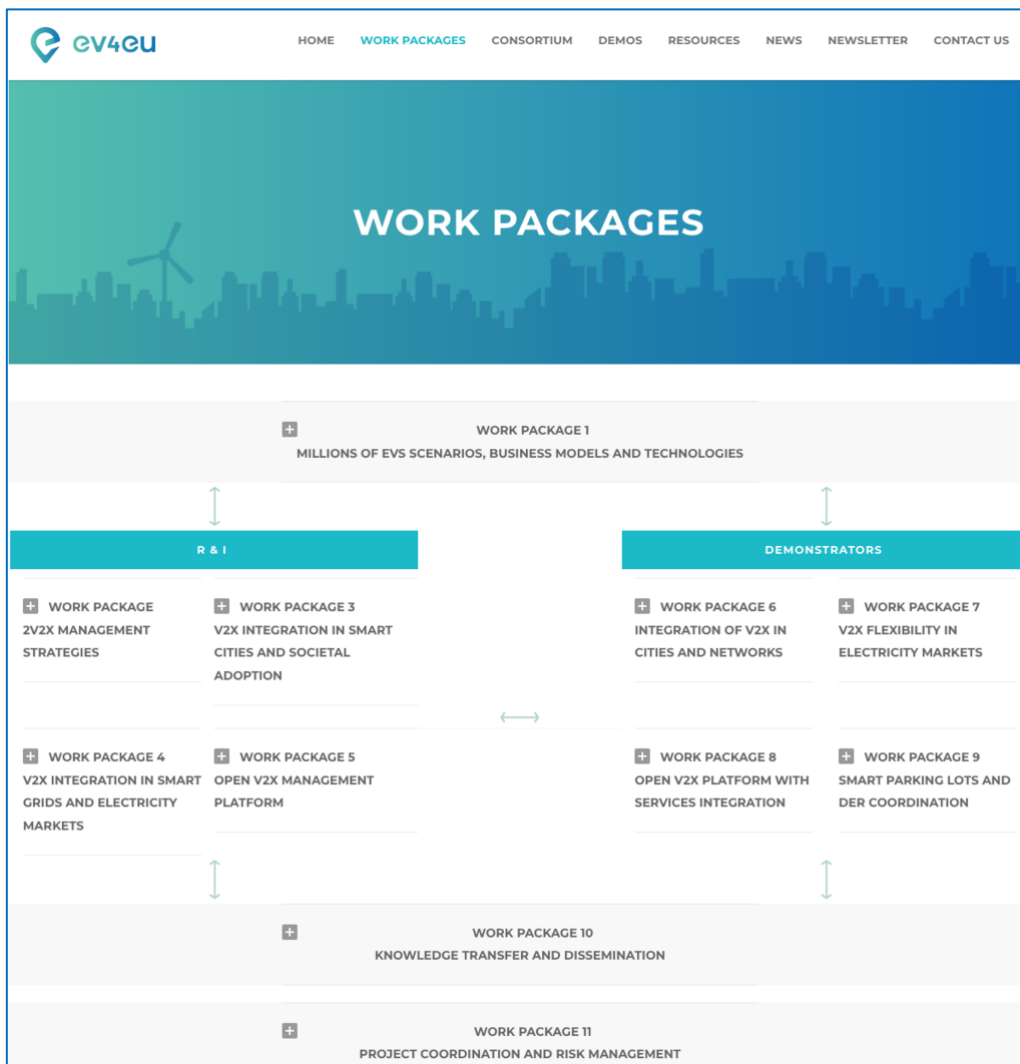 ev4eu
HOME WORK PACKAGES CONSORTIUM DEMOS RESOURCES NEWS NEWSLETTER CONTACT US
WORK PACKAGES
WORK PACKAGE 1
MILLIONS OF EVS SCENARIOS, BUSINESS MODELS AND TECHNOLOGIES
R & I
WORK PACKAGE
2V2X MANAGEMENT
STRATEGIES
WORK PACKAGE 3
V2X INTEGRATION IN SMART
CITIES AND SOCIETAL
ADOPTION
WORK PACKAGE 4
V2X INTEGRATION IN SMART
GRIDS AND ELECTRICITY
MARKETS
WORK PACKAGE 5
OPEN V2X MANAGEMENT
PLATFORM
DEMONSTRATORS
WORK PACKAGE 6
INTEGRATION OF V2X IN
CITIES AND NETWORKS
WORK PACKAGE 7
V2X FLEXIBILITY IN
ELECTRICITY MARKETS
WORK PACKAGE 8
OPEN V2X PLATFORM WITH
SERVICES INTEGRATION
WORK PACKAGE 9
SMART PARKING LOTS AND
DER COORDINATION
WORK PACKAGE 10
KNOWLEDGE TRANSFER AND DISSEMINATION
WORK PACKAGE 11
PROJECT COORDINATION AND RISK MANAGEMENT